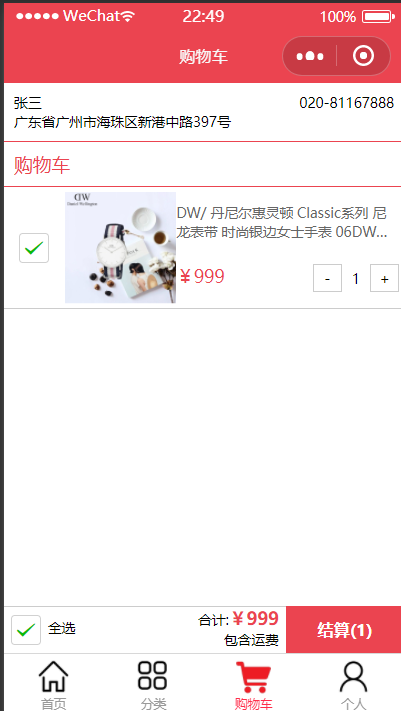 WeChat 22:49 100%
购物车
张三 020-81167888
广东省广州市海珠区新港中路397号
购物车
DW
Daniel Wellington
DW/ 丹尼尔惠灵顿 Classic系列 尼
龙表带 时尚银边女士手表 06DW...
￥999 - 1 +
全选 合计:￥999
包含运费
结算(1)
首页 分类 购物车 个人